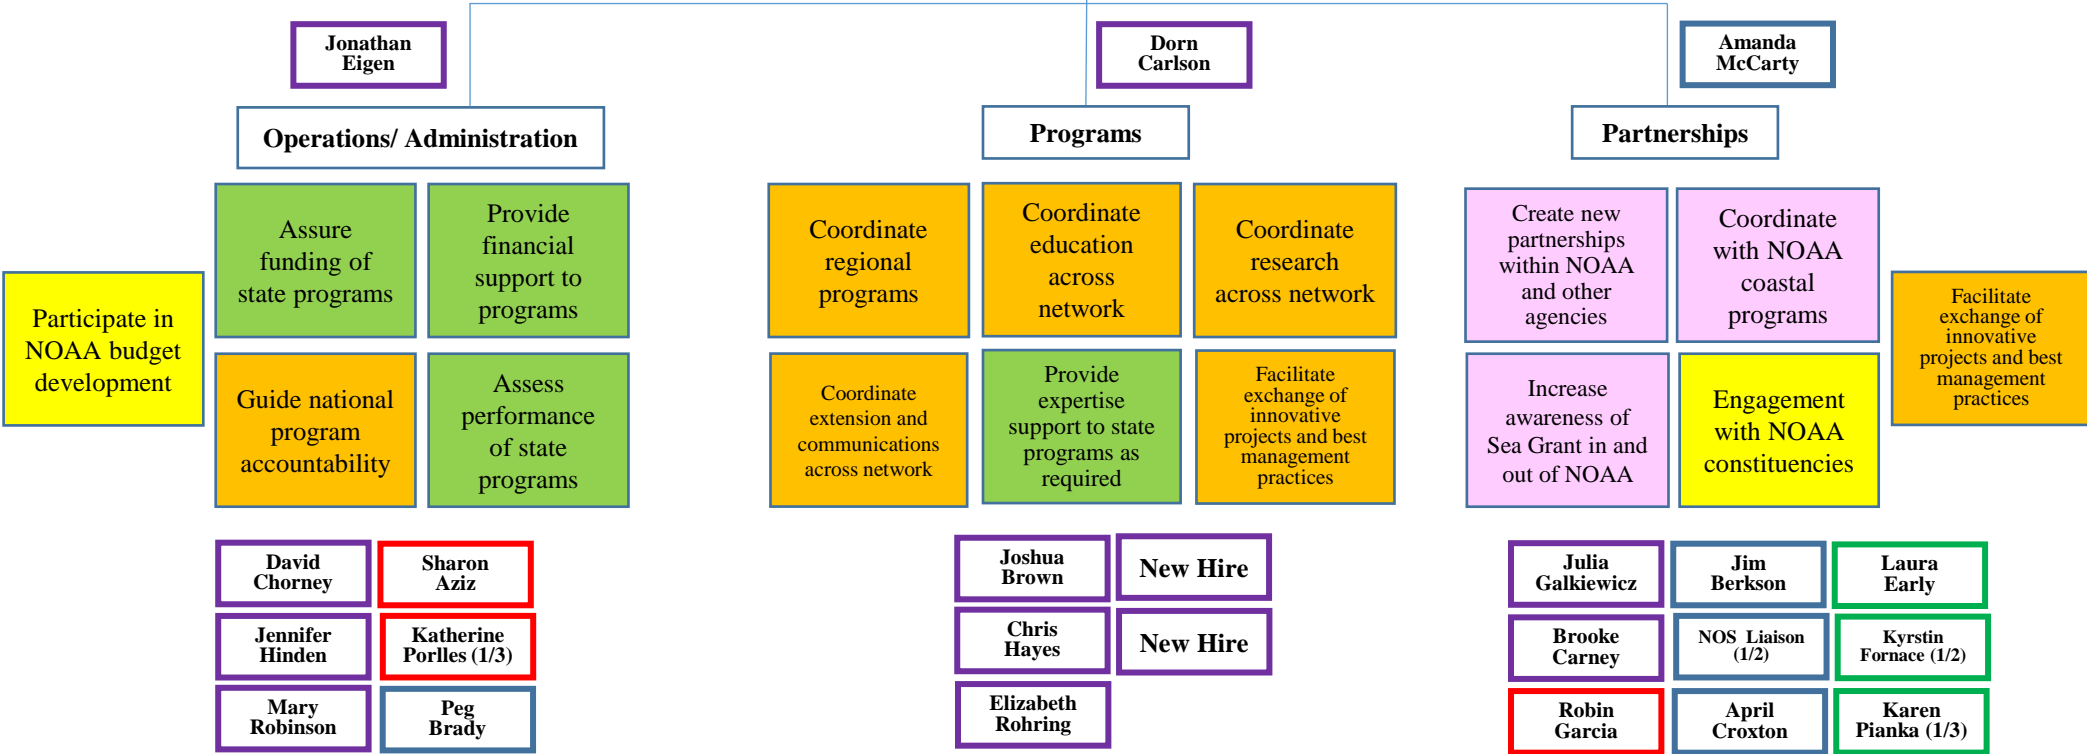 Jonathan
Eigen
Dorn
Carlson
Amanda
McCarty
Operations/ Administration
Programs
Partnerships
Participate in
NOAA budget
development
Assure
funding of
state programs
Provide
financial
support to
programs
Guide national
program
accountability
Assess
performance
of state
programs
Coordinate
regional
programs
Coordinate
education
across
network
Coordinate
research
across network
Coordinate
extension and
communications
across network
Provide
expertise
support to state
programs as
required
Facilitate
exchange of
innovative
projects and best
management
practices
Create new
partnerships
within NOAA
and other
agencies
Coordinate
with NOAA
coastal
programs
Increase
awareness of
Sea Grant in and
out of NOAA
Engagement
with NOAA
constituencies
Facilitate
exchange of
innovative
projects and best
management
practices
David
Chorney
Sharon
Aziz
Jennifer
Hinden
Katherine
Porlles (1/3)
Mary
Robinson
Peg
Brady
Joshua
Brown
New Hire
Chris
Hayes
New Hire
Elizabeth
Rohring
Julia
Galkiewicz
Jim
Berkson
Laura
Early
Brooke
Carney
NOS Liaison
(1/2)
Kyrstin
Fornace (1/2)
Robin
Garcia
April
Croxton
Karen
Pianka (1/3)